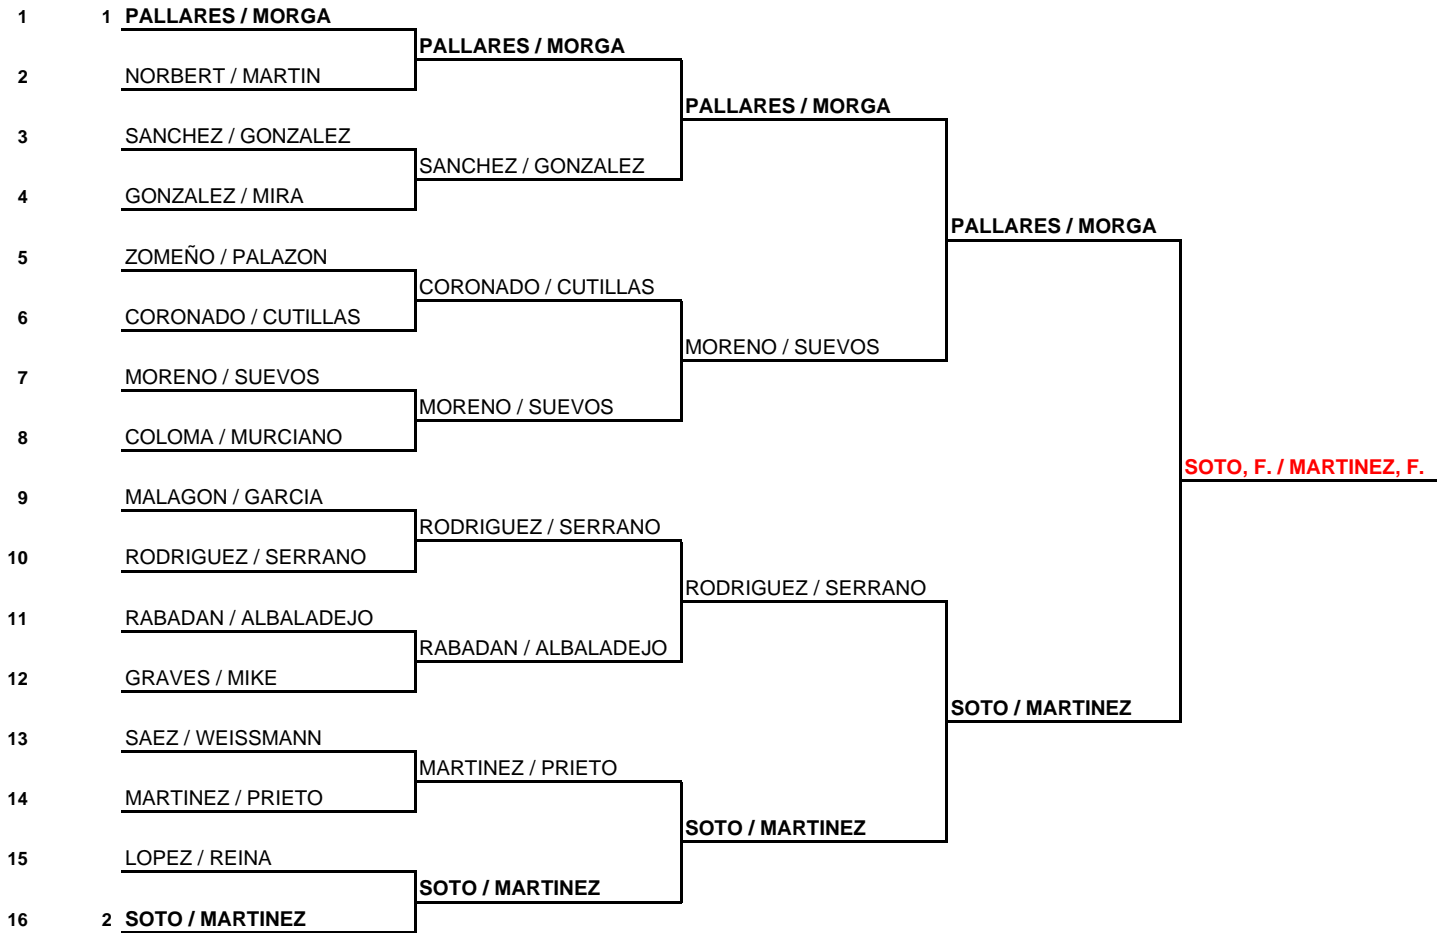 1 1 PALLARES / MORGA
PALLARES / MORGA
2 NORBERT / MARTIN
PALLARES / MORGA
3 SANCHEZ / GONZALEZ
SANCHEZ / GONZALEZ
4 GONZALEZ / MIRA
PALLARES / MORGA
5 ZOMEÑO / PALAZON
CORONADO / CUTILLAS
6 CORONADO / CUTILLAS
MORENO / SUEVOS
7 MORENO / SUEVOS
MORENO / SUEVOS
8 COLOMA / MURCIANO
SOTO, F. / MARTINEZ, F.
9 MALAGON / GARCIA
RODRIGUEZ / SERRANO
10 RODRIGUEZ / SERRANO
RODRIGUEZ / SERRANO
11 RABADAN / ALBALADEJO
RABADAN / ALBALADEJO
12 GRAVES / MIKE
SOTO / MARTINEZ
13 SAEZ / WEISSMANN
MARTINEZ / PRIETO
14 MARTINEZ / PRIETO
SOTO / MARTINEZ
15 LOPEZ / REINA
SOTO / MARTINEZ
16 2 SOTO / MARTINEZ